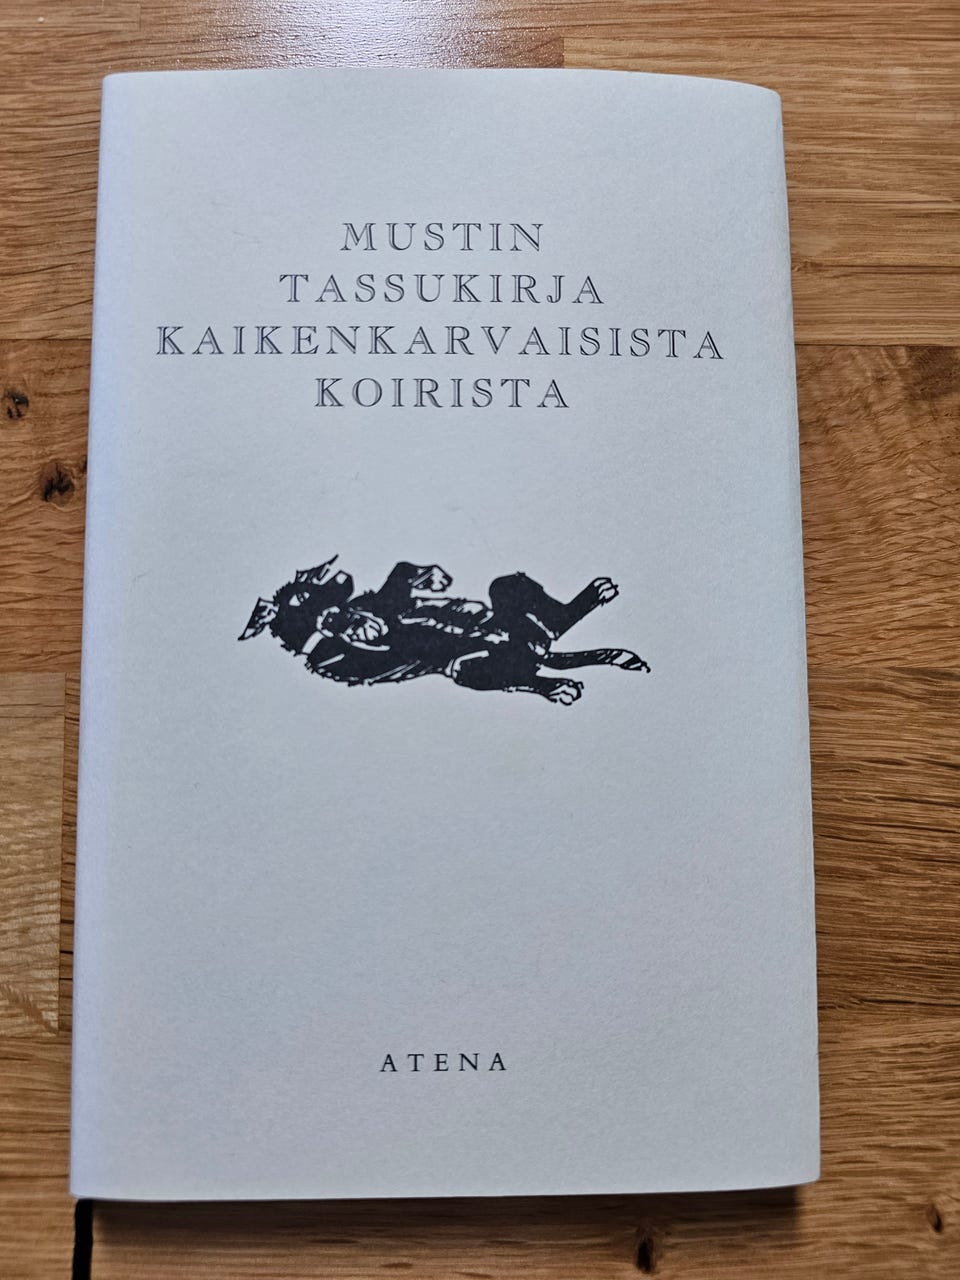 MUSTIN
TASSUKIRJA
KAIKENKARVAISISTA
KOIRISTA
ATENA